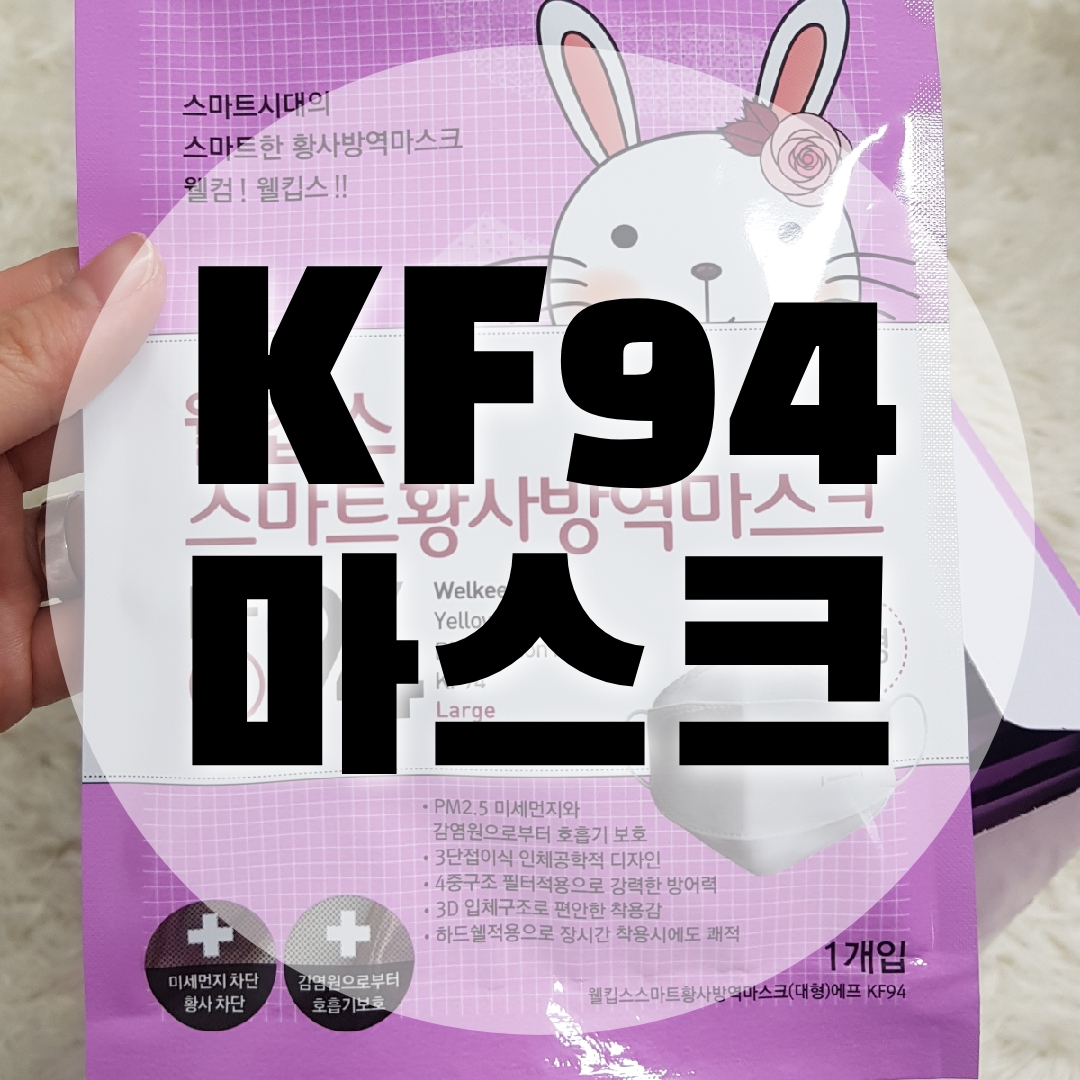 스마트시대의
스마트한 황사방역마스크
웰컴! 웰킵스!!
KF94
마스크
웰킵스
스마트황사방역마스크
Large
• PM2.5 미세먼지와
감염원으로부터 호흡기 보호
• 3단접이식 인체공학적 디자인
• 4중구조 필터적용으로 강력한 방어력
• 3D 입체구조로 편안한 착용감
• 하드쉘적용으로 장시간 착용시에도 쾌적
미세먼지 차단
황사 차단
감염원으로부터
호흡기보호
1개입
웰킵스스마트황사방역마스크(대형)에프 KF94